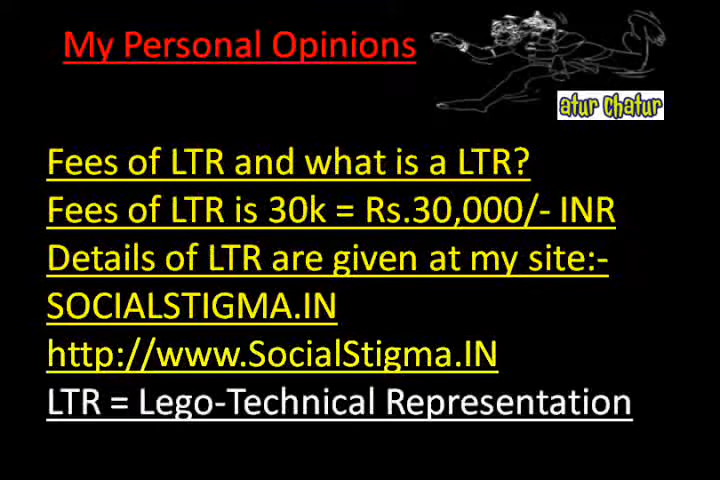 My Personal Opinions
atur chatur
Fees of LTR and what is a LTR?
Fees of LTR is 30k = Rs.30,000/- INR
Details of LTR are given at my site:-
SOCIALSTIGMA.IN
http://www.SocialStigma.IN
LTR = Lego-Technical Representation